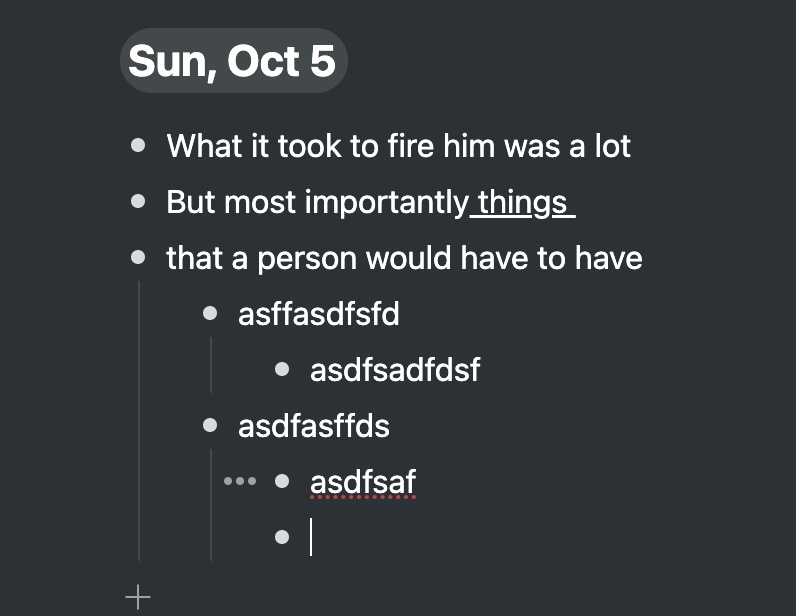 Sun, Oct 5
What it took to fire him was a lot
But most importantly things
that a person would have to have
asffasdfsfd
asdfsadfdsf
asdfasffds
asdfsaf